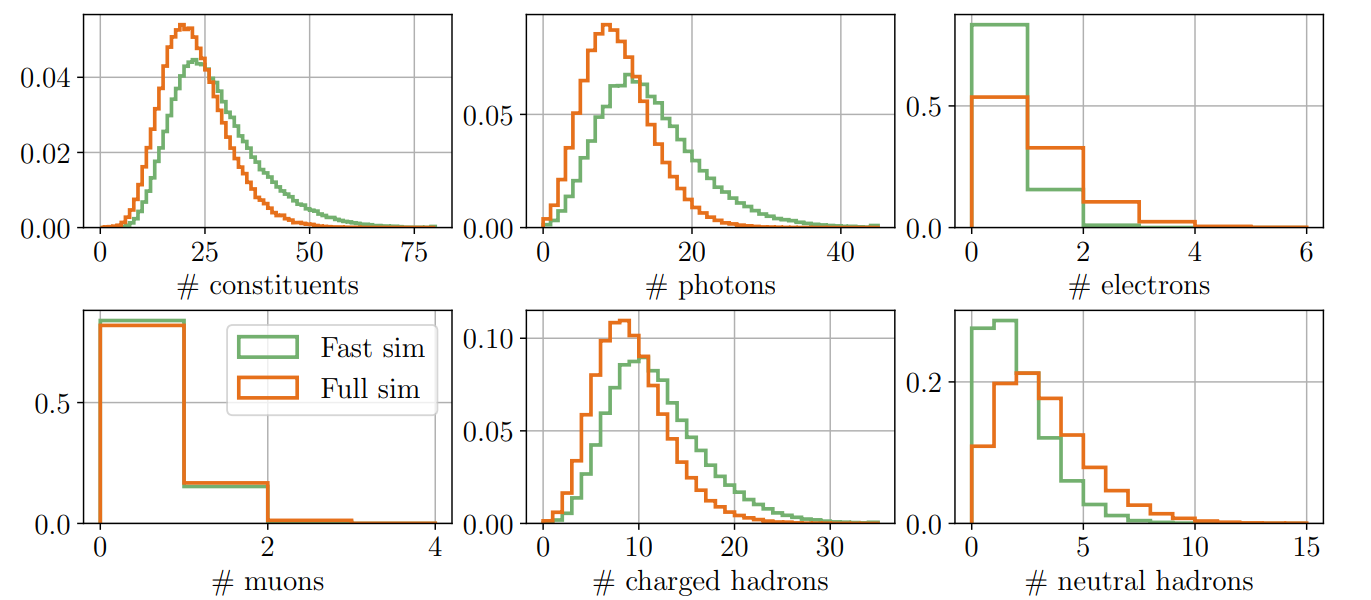 0.04
0.02
0.00
0 25 50 75
# constituents
0.05
0.00
0 20 40
# photons
0.5
0.0
0 2 4 6
# electrons
Fast sim
Full sim
0.5
0.0
0 2 4
# muons
0.10
0.05
0.00
0 10 20 30
# charged hadrons
0.2
0.0
0 5 10 15
# neutral hadrons